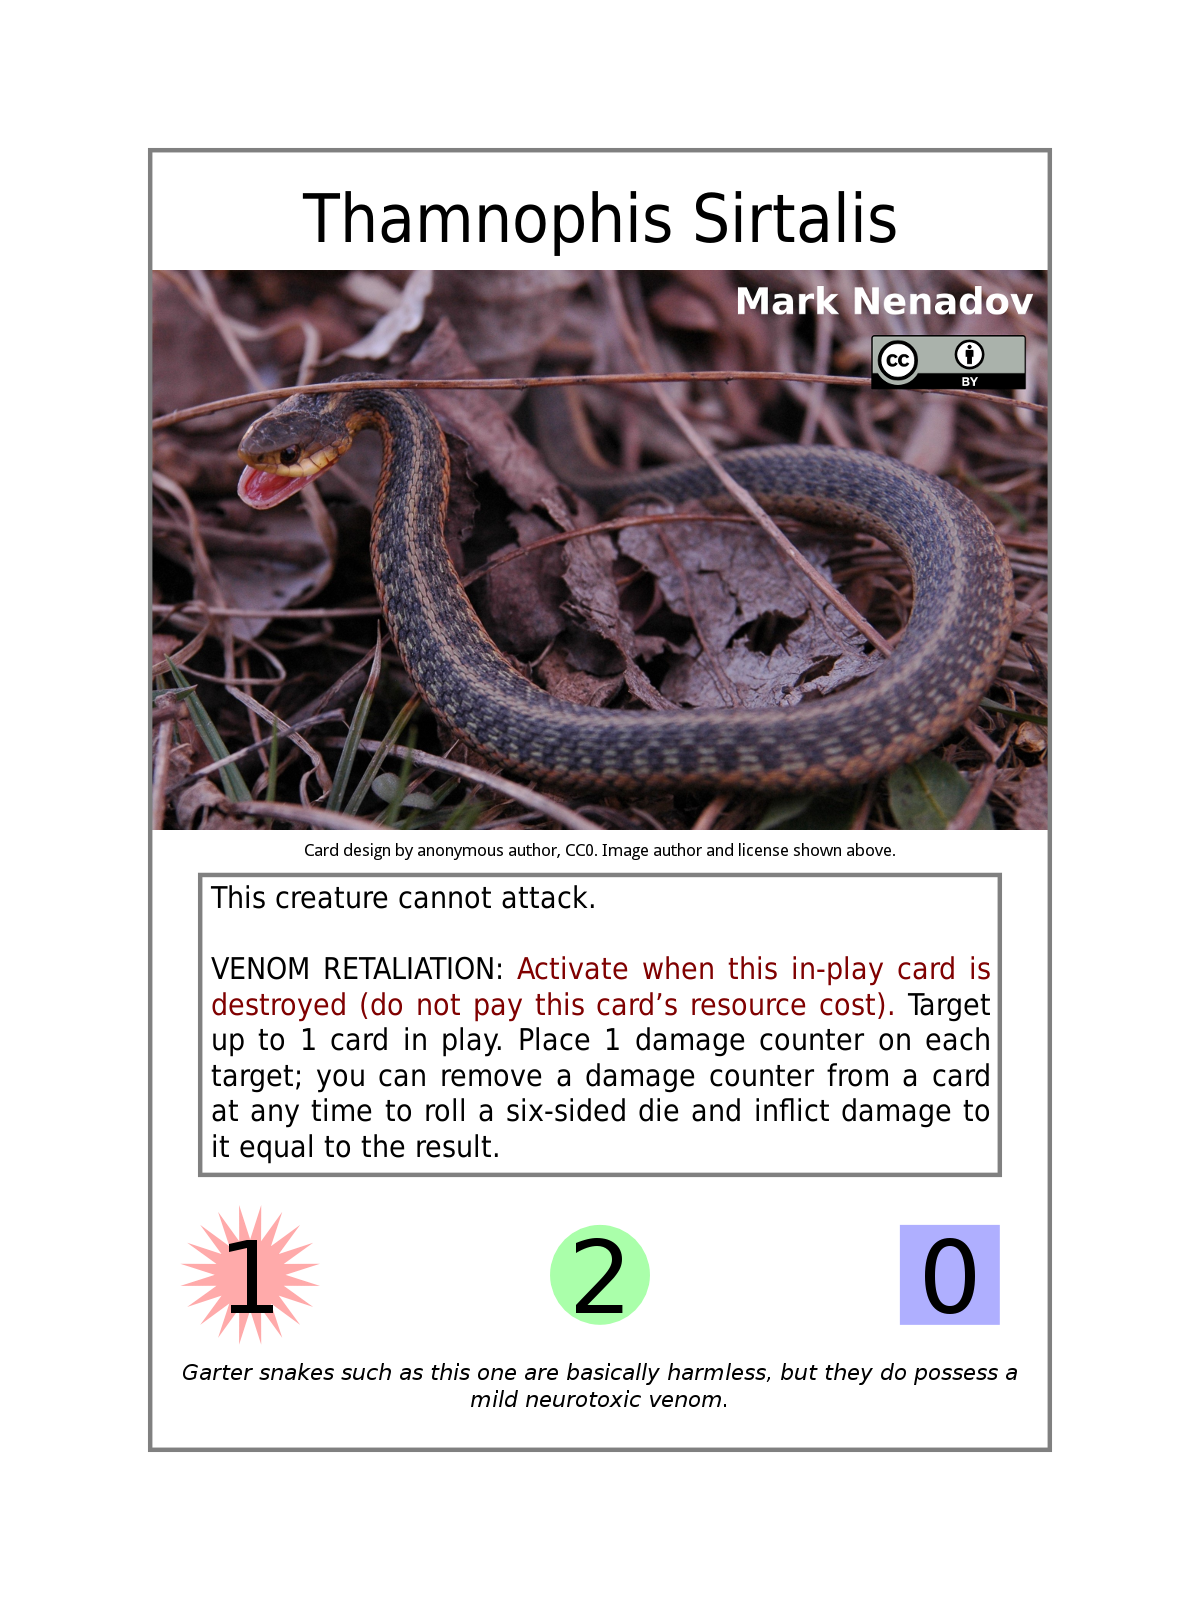 Thamnophis Sirtalis
Mark Nenadov
cc
BY
Card design by anonymous author, CC0. Image author and license shown above.
This creature cannot attack.
VENOM RETALIATION: Activate when this in-play card is
destroyed (do not pay this card’s resource cost). Target
up to 1 card in play. Place 1 damage counter on each
target; you can remove a damage counter from a card
at any time to roll a six-sided die and inflict damage to
it equal to the result.
1 2 0
Garter snakes such as this one are basically harmless, but they do possess a
mild neurotoxic venom.